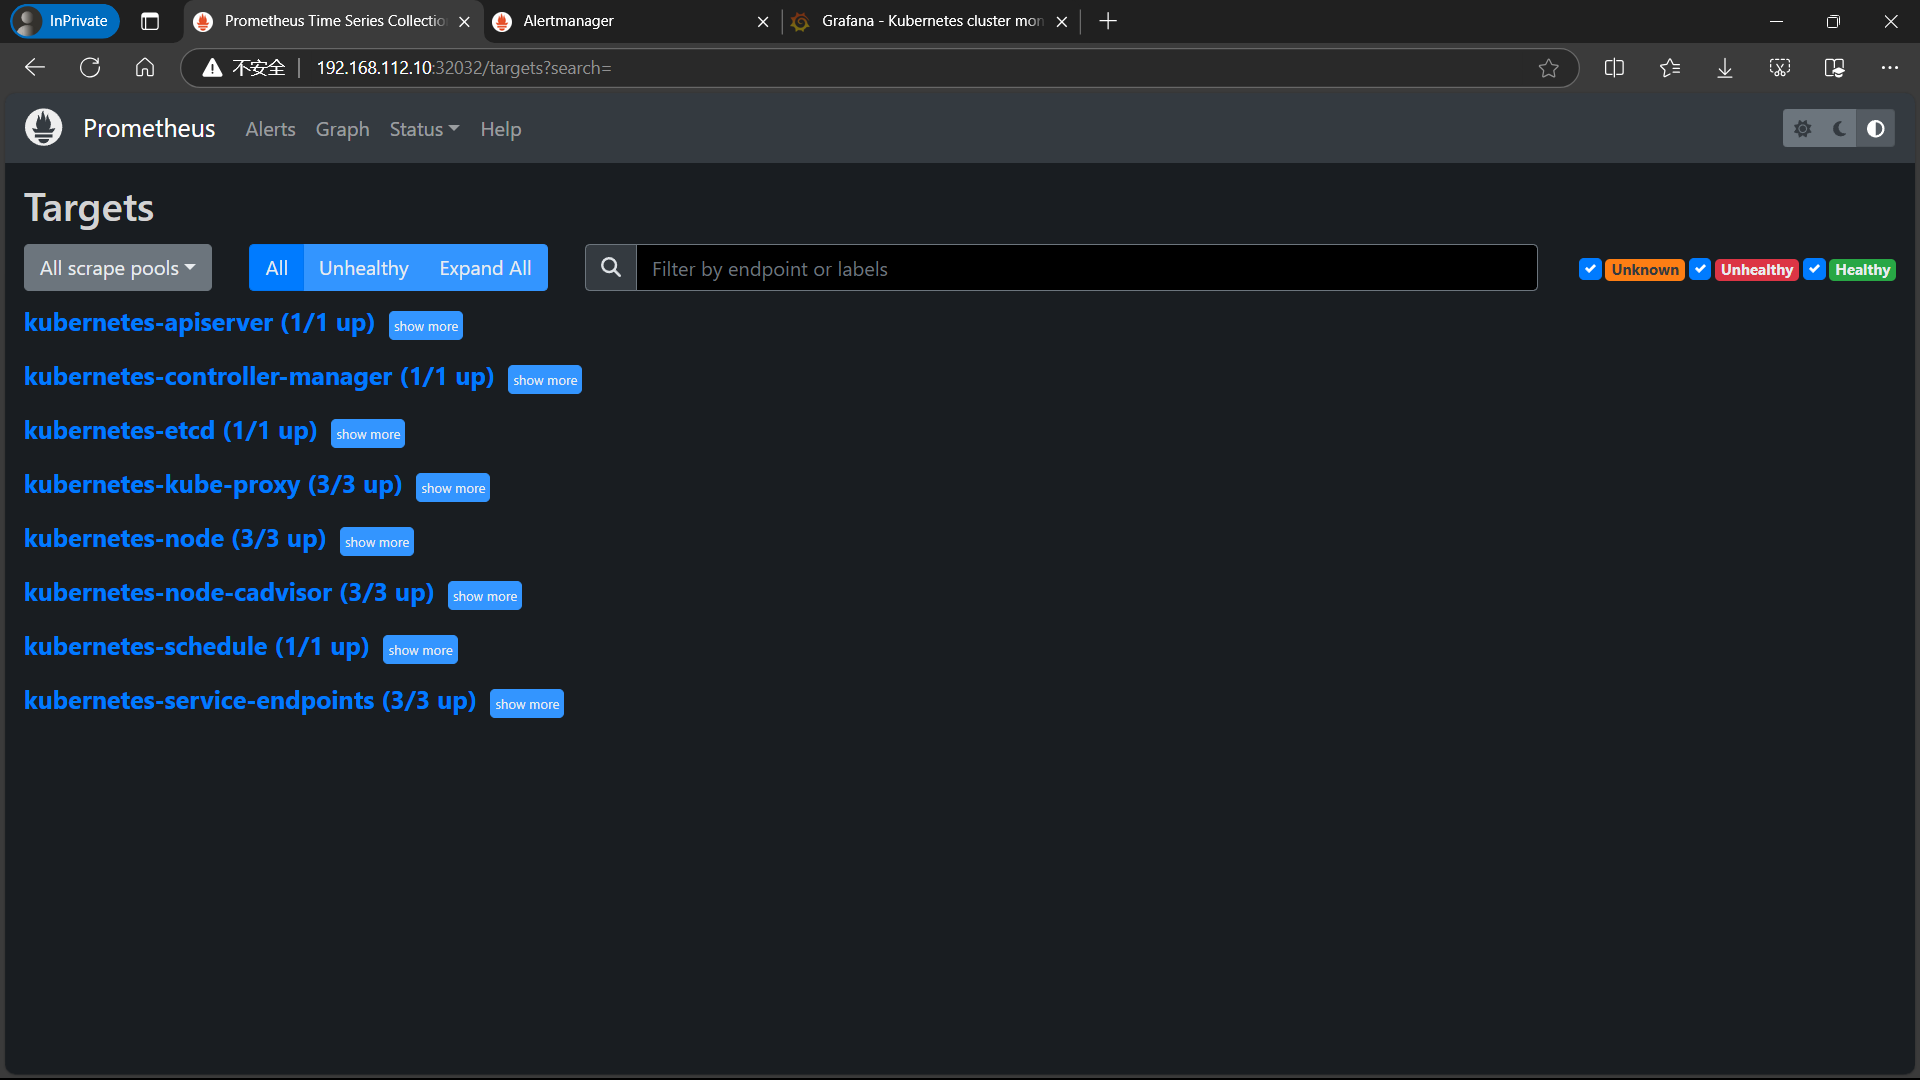 InPrivate
Prometheus Time Series Collectio
Alertmanager
Grafana - Kubernetes cluster mon
不安全
192.168.112.10:32032/targets?search=
Prometheus Alerts Graph Status Help
Targets
All scrape pools All Unhealthy Expand All Filter by endpoint or labels Unknown Unhealthy Healthy
kubernetes-apiserver (1/1 up) show more
kubernetes-controller-manager (1/1 up) show more
kubernetes-etcd (1/1 up) show more
kubernetes-kube-proxy (3/3 up) show more
kubernetes-node (3/3 up) show more
kubernetes-node-cadvisor (3/3 up) show more
kubernetes-schedule (1/1 up) show more
kubernetes-service-endpoints (3/3 up) show more